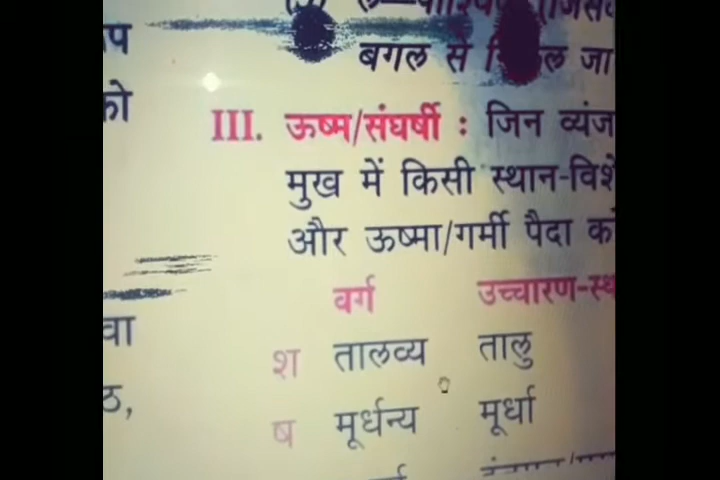 बगल से जा
III. ऊष्म/संघर्षी : जिन व्यंज
मुख में किसी स्थान-विशे
और ऊष्मा/गर्मी पैदा क
वर्ग उच्चारण-स्थ
श तालव्य तालु
ष मूर्धन्य मूर्धा
को
वा
ठ,